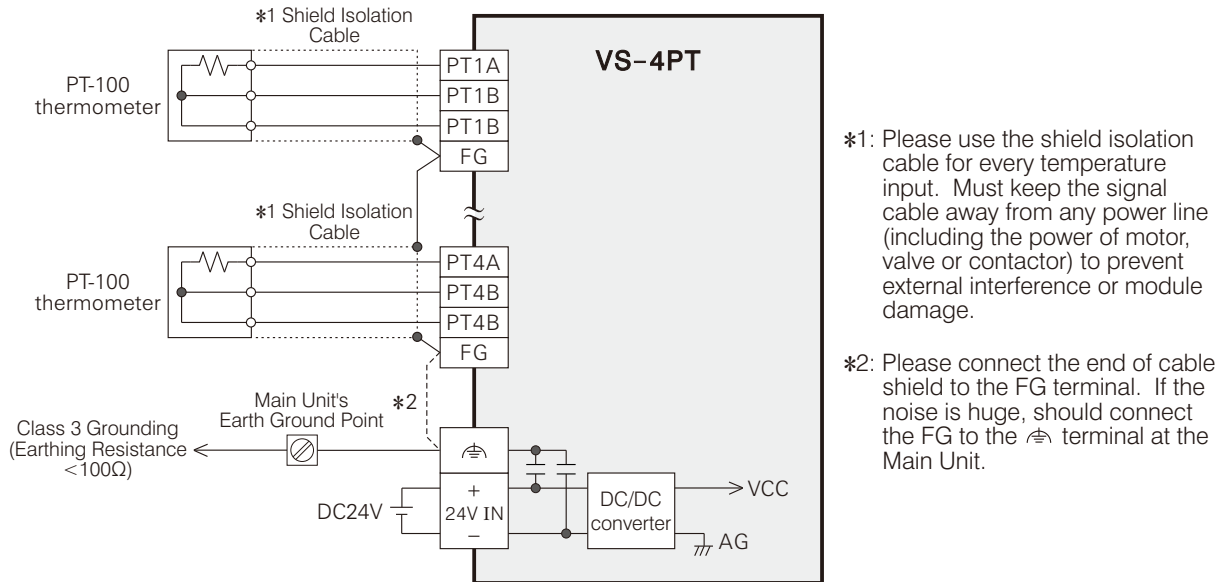 *1 Shield Isolation
Cable
VS-4PT
PT-100
thermometer
PT1A
PT1B
PT1B
FG
*1 Shield Isolation
Cable
PT-100
thermometer
PT4A
PT4B
PT4B
FG
Main Unit's
Earth Ground Point
*2
Class 3 Grounding
(Earthing Resistance
<100Ω)
DC24V
+
24V IN
−
DC/DC
converter
VCC
AG
*1: Please use the shield isolation
cable for every temperature
input. Must keep the signal
cable away from any power line
(including the power of motor,
valve or contactor) to prevent
external interference or module
damage.
*2: Please connect the end of cable
shield to the FG terminal. If the
noise is huge, should connect
the FG to the ⏚ terminal at the
Main Unit.